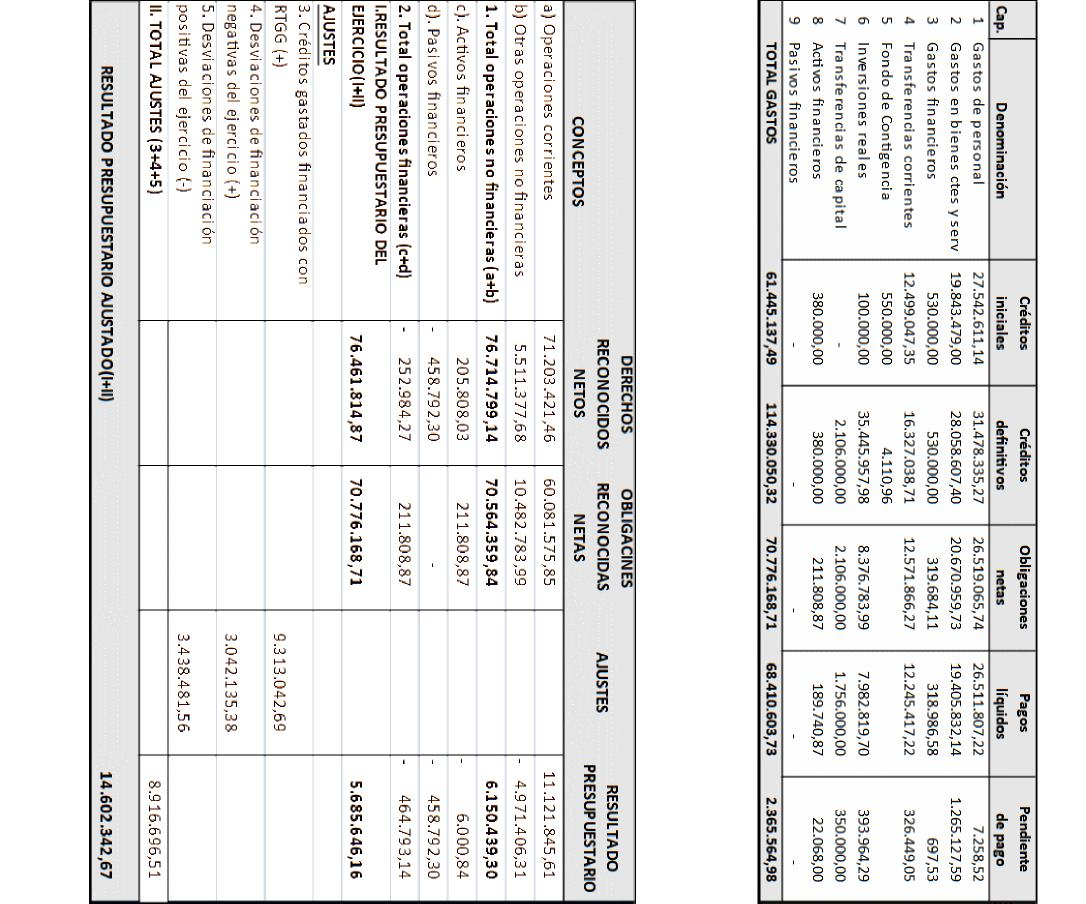 Cap. Denominación Créditos iniciales Créditos definitivos Obligaciones netas Pagos líquidos Pendiente de pago
1 Gastos de personal 27.542.611,14 31.478.335,27 26.519.065,74 26.511.807,22 7.258,52
2 Gastos en bienes ctes y serv 19.843.479,00 28.058.607,40 20.670.959,73 19.405.832,14 1.265.127,59
3 Gastos financieros 530.000,00 530.000,00 319.684,11 318.986,58 697,53
4 Transferencias corrientes 12.499.047,35 16.327.038,71 12.571.866,27 12.245.417,22 326.449,05
5 Fondo de Contigencia 550.000,00 4.110,96
6 Inversiones reales 100.000,00 35.445.957,98 8.376.783,99 7.982.819,70 393.964,29
7 Transferencias de capital - 2.106.000,00 2.106.000,00 1.756.000,00 350.000,00
8 Activos financieros 380.000,00 380.000,00 211.808,87 189.740,87 22.068,00
9 Pasivos financieros - - - - -
TOTAL GASTOS 61.445.137,49 114.330.050,32 70.776.168,71 68.410.603,73 2.365.564,98
CONCEPTOS DERECHOS RECONOCIDOS NETOS OBLIGACINES RECONOCIDAS NETAS AJUSTES RESULTADO PRESUPUESTARIO
a) Operaciones corrientes 71.203.421,46 60.081.575,85 11.121.845,61
b) Otras operaciones no financieras 5.511.377,68 10.482.783,99 - 4.971.406,31
1. Total operaciones no financieras (a+b) 76.714.799,14 70.564.359,84 6.150.439,30
c). Activos financieros 205.808,03 211.808,87 - 6.000,84
d). Pasivos financieros - 458.792,30 - - 458.792,30
2. Total operaciones financieras (c+d) - 252.984,27 211.808,87 - 464.793,14
I.RESULTADO PRESUPUESTARIO DEL
EJERCICIO(I+II) 76.461.814,87 70.776.168,71 5.685.646,16
AJUSTES
3. Créditos gastados financiados con
RTGG (+) 9.313.042,69
4. Desviaciones de financiación
negativas del ejercicio (+) 3.042.135,38
5. Desviaciones de financiación
positivas del ejercicio (-) 3.438.481,56
II. TOTAL AJUSTES (3+4+5) 8.916.696,51
RESULTADO PRESUPUESTARIO AJUSTADO(I+II) 14.602.342,67